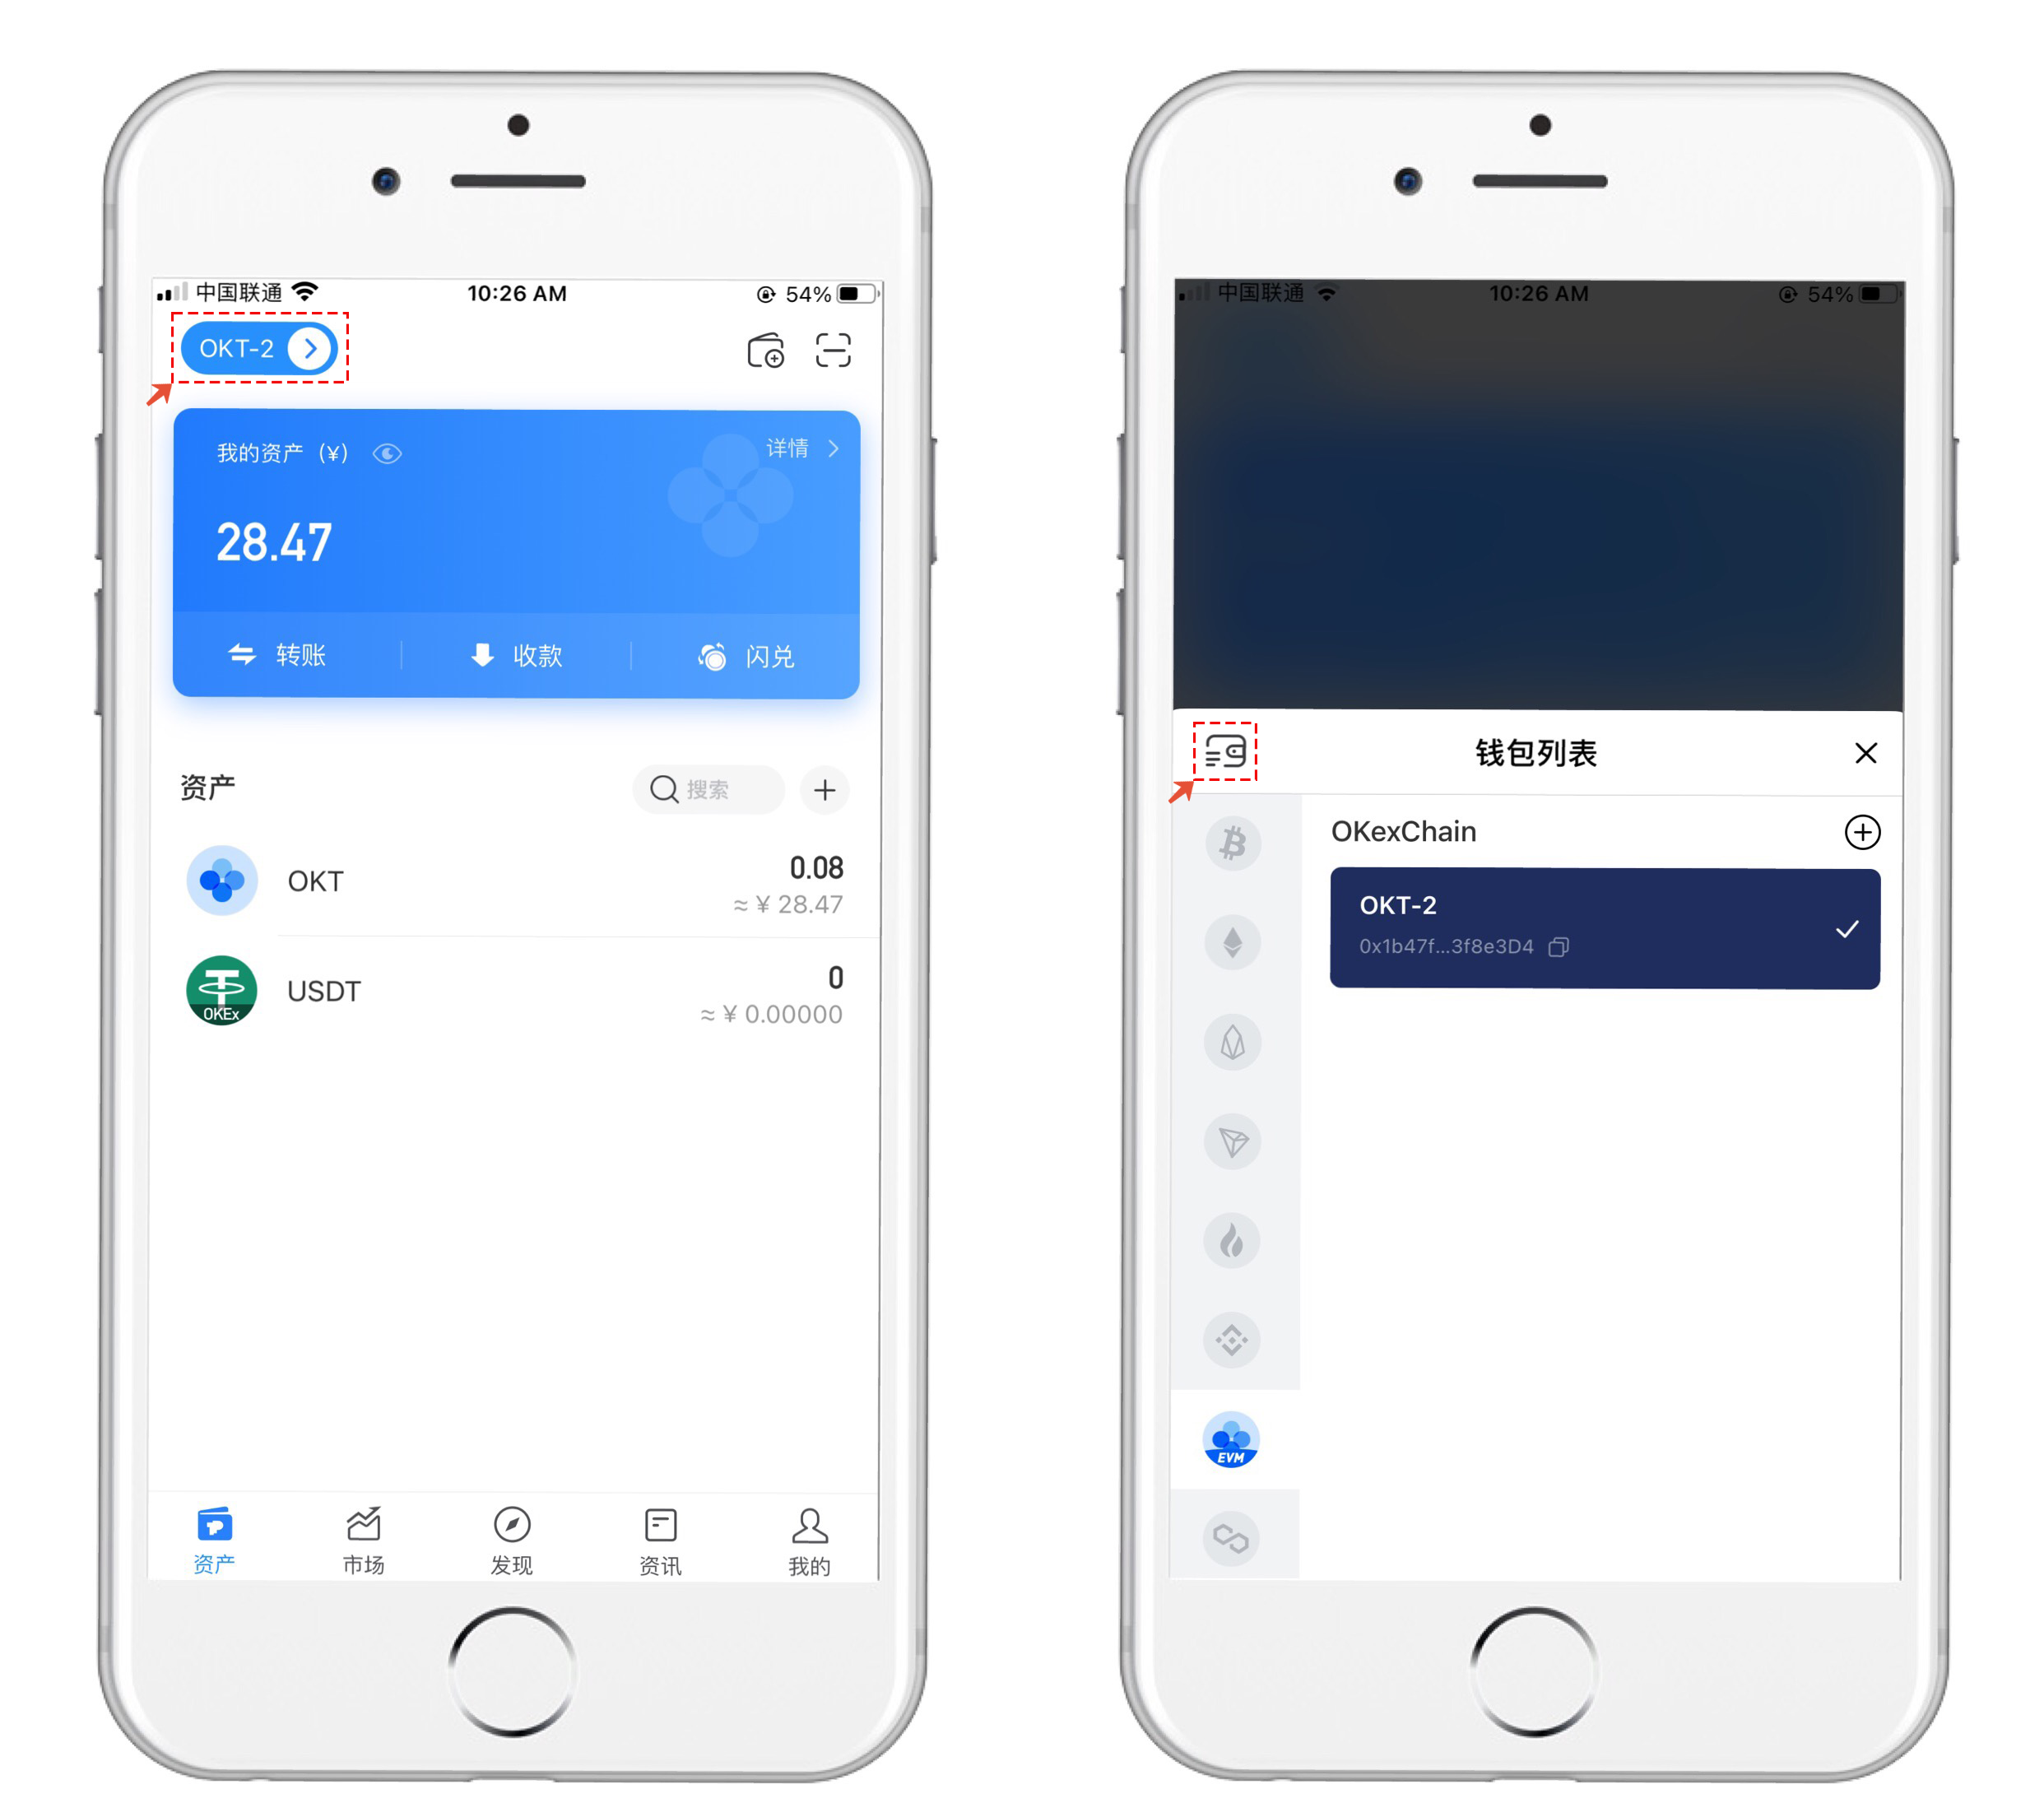 中国联通
10:26 AM
54%
OKT-2
我的资产 (¥)
详情
28.47
转账
收款
闪兑
资产
搜索
OKT
0.08
≈ ¥ 28.47
OKEx
USDT
0
≈ ¥ 0.00000
资产
市场
发现
资讯
我的
中国联通
10:26 AM
54%
钱包列表
OKexChain
OKT-2
0x1b47f...3f8e3D4
EVM